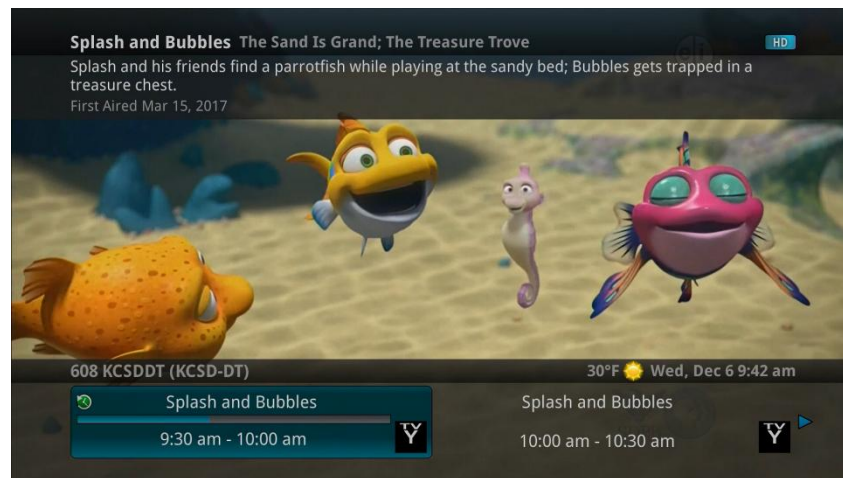 Splash and Bubbles The Sand Is Grand; The Treasure Trove HD
Splash and his friends find a parrotfish while playing at the sandy bed; Bubbles gets trapped in a
treasure chest.
First Aired Mar 15, 2017
608 KCSDDT (KCSD-DT) 30°F Wed, Dec 6 9:42 am
Splash and Bubbles Splash and Bubbles
9:30 am - 10:00 am TV Y 10:00 am - 10:30 am TV Y